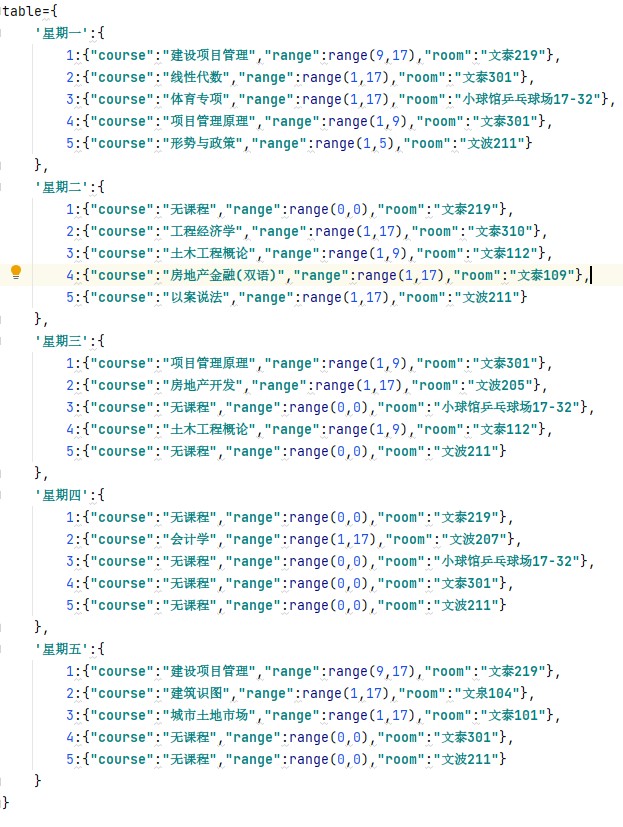 table={
    '星期一':{
        1:{"course":"建设项目管理","range":range(9,17),"room":"文泰219"},
        2:{"course":"线性代数","range":range(1,17),"room":"文泰301"},
        3:{"course":"体育专项","range":range(1,17),"room":"小球馆乒乓球场17-32"},
        4:{"course":"项目管理原理","range":range(1,9),"room":"文泰301"},
        5:{"course":"形势与政策","range":range(1,5),"room":"文波211"}
    },
    '星期二':{
        1:{"course":"无课程","range":range(0,0),"room":"文泰219"},
        2:{"course":"工程经济学","range":range(1,17),"room":"文泰310"},
        3:{"course":"土木工程概论","range":range(1,9),"room":"文泰112"},
        4:{"course":"房地产金融(双语)","range":range(1,17),"room":"文泰109"},
        5:{"course":"以案说法","range":range(1,17),"room":"文波211"}
    },
    '星期三':{
        1:{"course":"项目管理原理","range":range(1,9),"room":"文泰301"},
        2:{"course":"房地产开发","range":range(1,17),"room":"文波205"},
        3:{"course":"无课程","range":range(0,0),"room":"小球馆乒乓球场17-32"},
        4:{"course":"土木工程概论","range":range(1,9),"room":"文泰112"},
        5:{"course":"无课程","range":range(0,0),"room":"文波211"}
    },
    '星期四':{
        1:{"course":"无课程","range":range(0,0),"room":"文泰219"},
        2:{"course":"会计学","range":range(1,17),"room":"文波207"},
        3:{"course":"无课程","range":range(0,0),"room":"小球馆乒乓球场17-32"},
        4:{"course":"无课程","range":range(0,0),"room":"文泰301"},
        5:{"course":"无课程","range":range(0,0),"room":"文波211"}
    },
    '星期五':{
        1:{"course":"建设项目管理","range":range(9,17),"room":"文泰219"},
        2:{"course":"建筑识图","range":range(1,17),"room":"文泉104"},
        3:{"course":"城市土地市场","range":range(1,17),"room":"文泰101"},
        4:{"course":"无课程","range":range(0,0),"room":"文泰301"},
        5:{"course":"无课程","range":range(0,0),"room":"文波211"}
    }
}